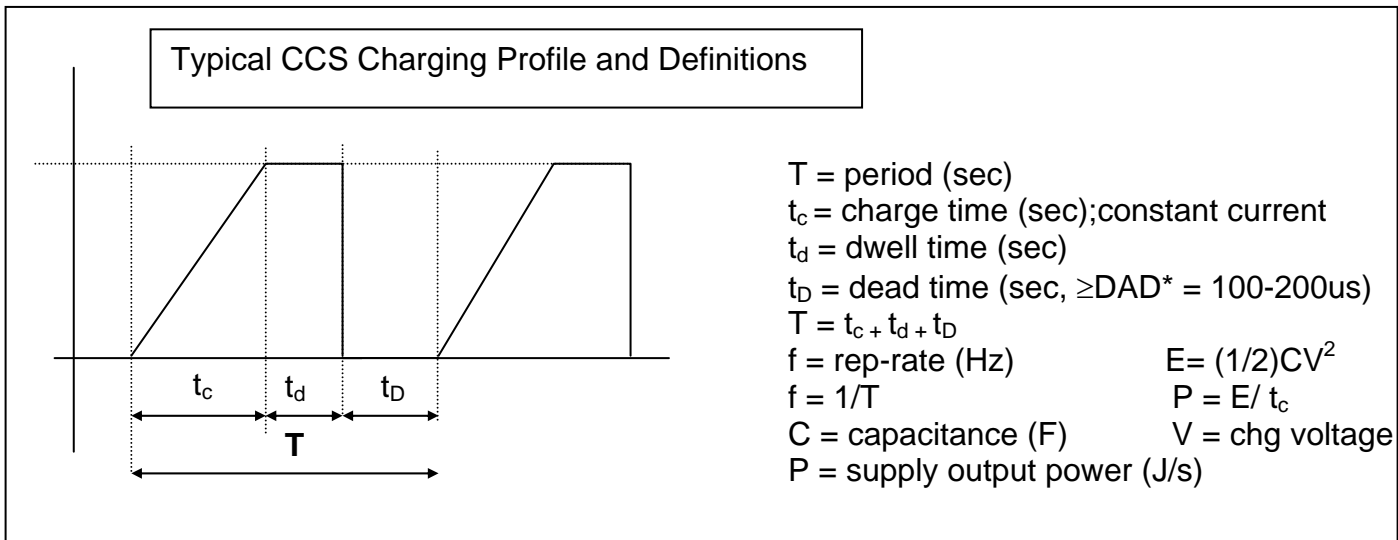 Typical CCS Charging Profile and Definitions
T = period (sec)
t_c = charge time (sec);constant current
t_d = dwell time (sec)
t_D = dead time (sec, ≥DAD* = 100-200us)
T = t_c + t_d + t_D
f = rep-rate (Hz) E= (1/2)CV²
f = 1/T P = E/ t_c
C = capacitance (F) V = chg voltage
P = supply output power (J/s)
t_c t_d t_D
T